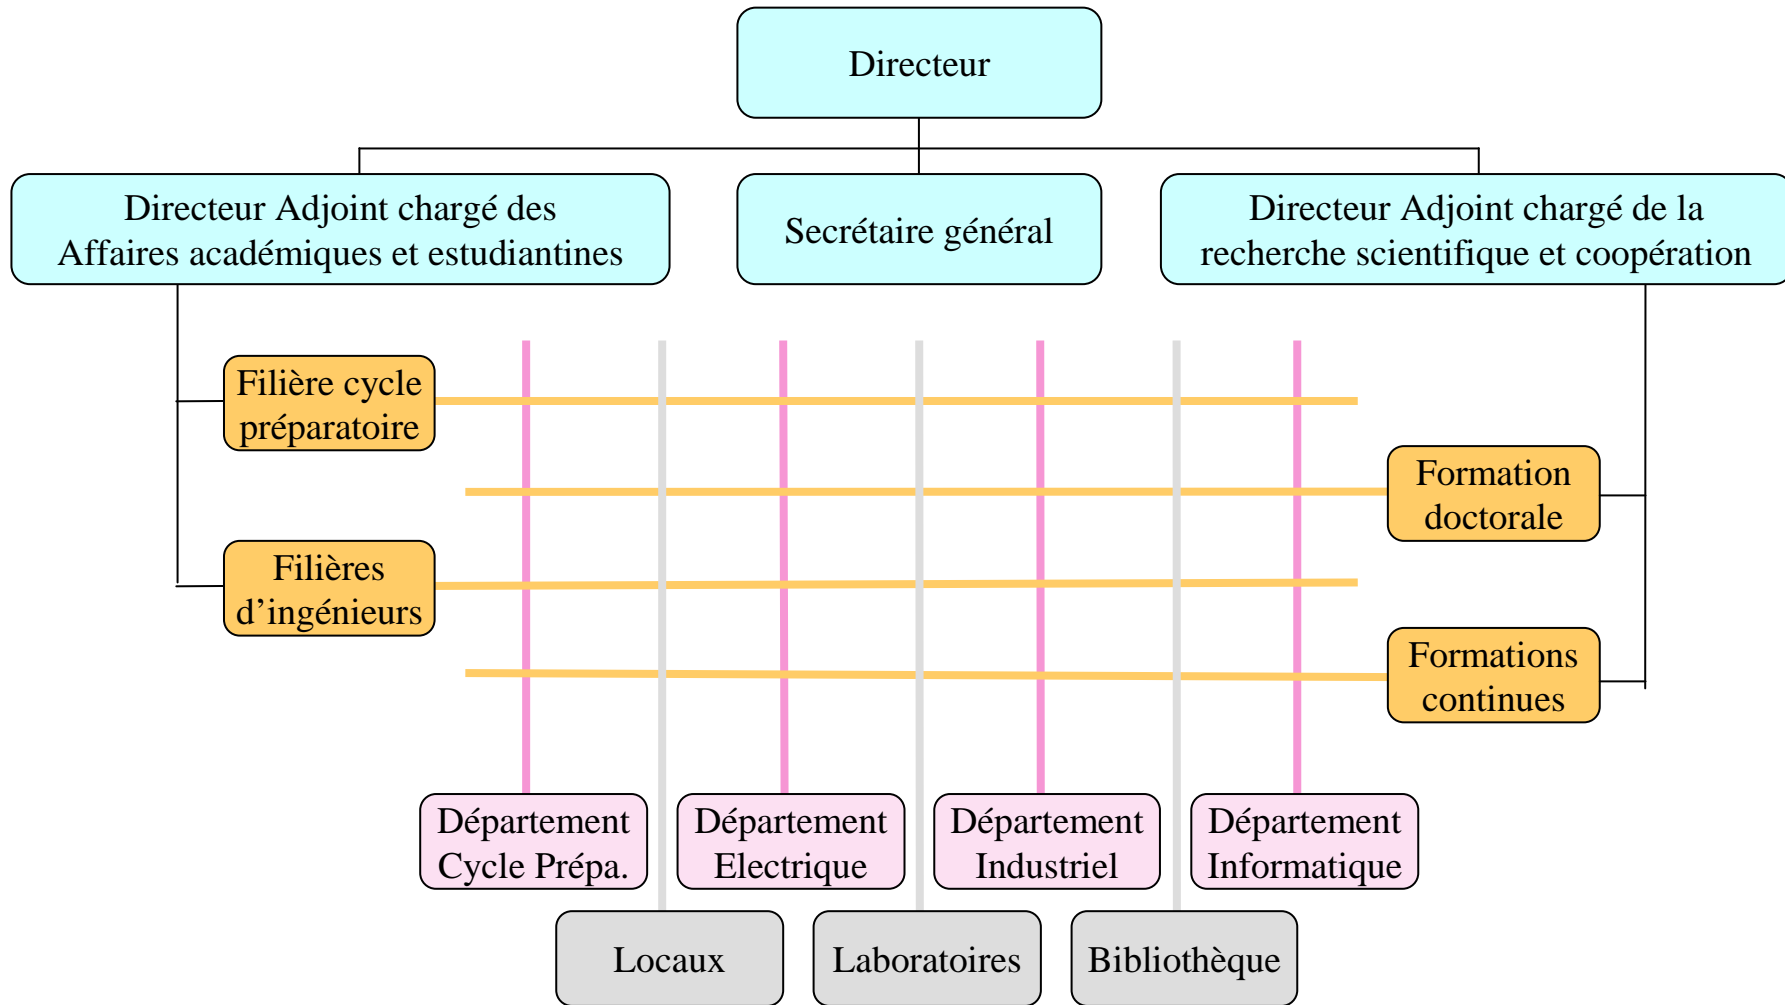 Directeur
Directeur Adjoint chargé des
Affaires académiques et estudiantines
Secrétaire général
Directeur Adjoint chargé de la
recherche scientifique et coopération
Filière cycle
préparatoire
Formation
doctorale
Filières
d’ingénieurs
Formations
continues
Département
Cycle Prépa.
Département
Electrique
Département
Industriel
Département
Informatique
Locaux
Laboratoires
Bibliothèque